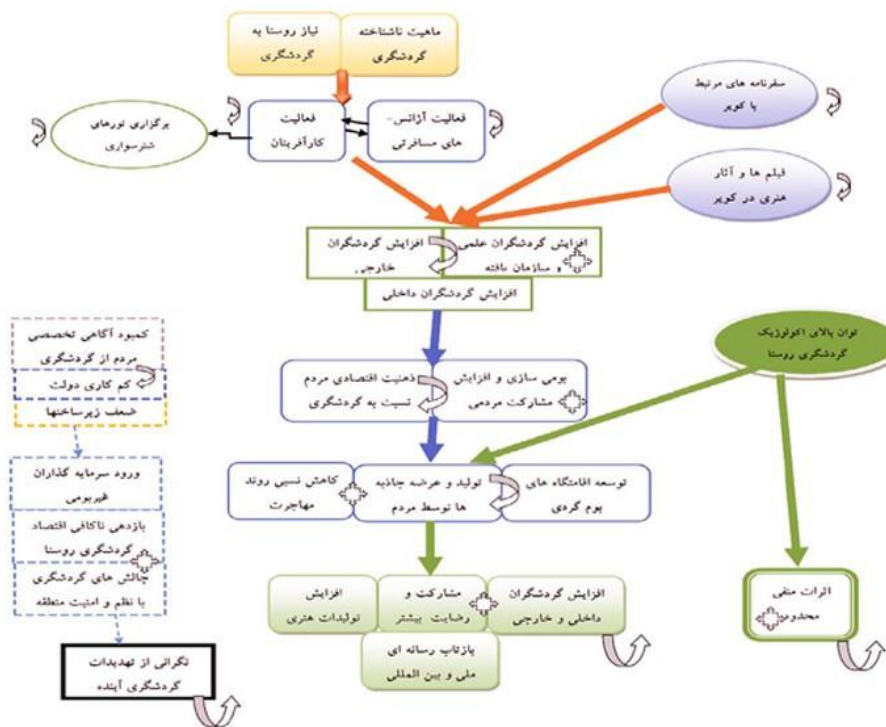 ماهیت ناشناخته
گردشگری
نیاز روستا به
گردشگری
سفرنامه های مرتبط
با کویر
فعالیت آژانس-
های مسافرتی
فعالیت
کارآفرینان
برگزاری تورهای
شترسواری
فیلم ها و آثار
هنری در کویر
افزایش گردشگران علمی
و سازمان یافته
افزایش گردشگران
خارجی
افزایش گردشگران داخلی
توان بالای اکولوژیک
گردشگری روستا
کمبود آگاهی تخصصی
مردم از گردشگری
کم کاری دولت
ضعف زیرساختها
بومی سازی و افزایش
مشارکت مردمی
ذهنیت اقتصادی مردم
نسبت به گردشگری
توسعه اقامتگاه های
بوم گردی
تولید و عرضه جاذبه
ها توسط مردم
کاهش نسبی روند
مهاجرت
ورود سرمایه گذاران
غیربومی
بازدهی ناکافی اقتصاد
گردشگری روستا
چالش های گردشگری
با نظم و امنیت منطقه
افزایش گردشگران
داخلی و خارجی
مشارکت و
رضایت بیشتر
افزایش
تولیدات هنری
بازتاب رسانه ای
ملی و بین المللی
اثرات منفی
محدود
نگرانی از تهدیدات
گردشگری آینده